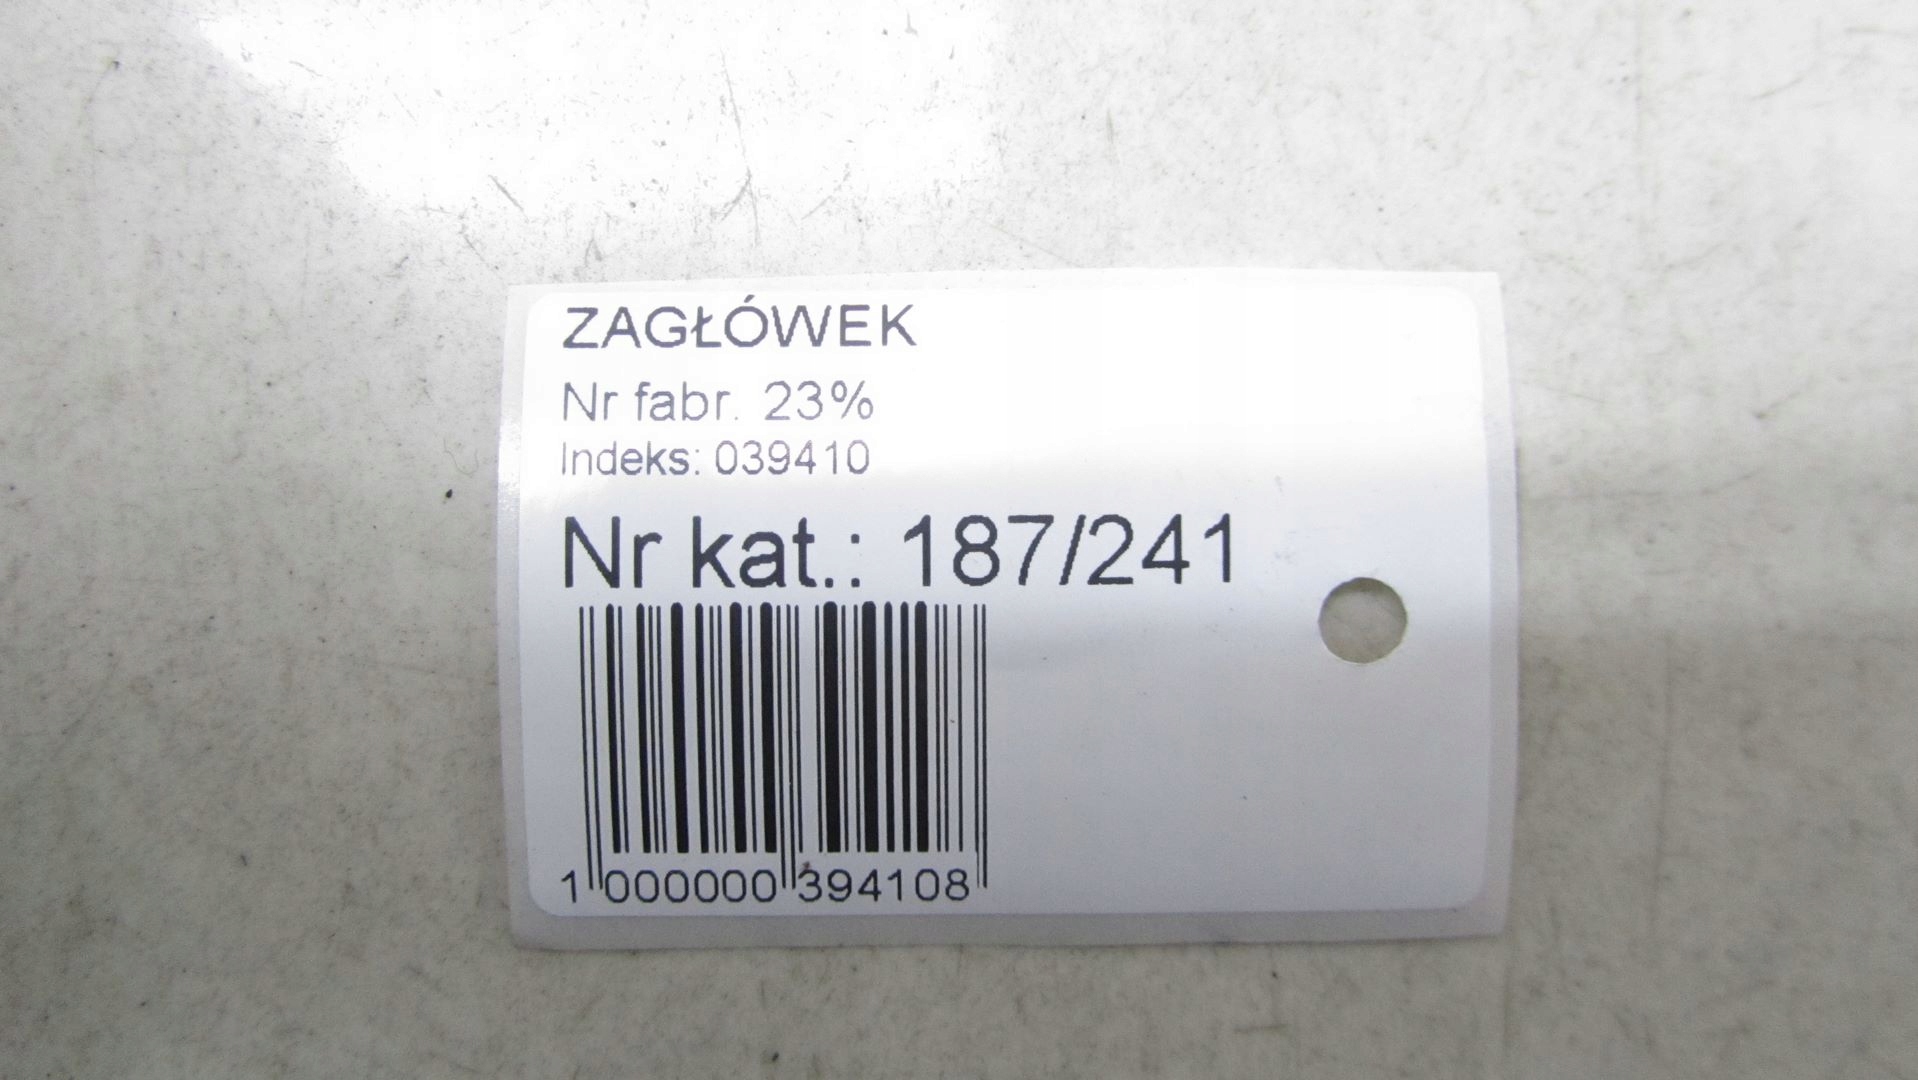 ZAGŁÓWEK
Nr fabr. 23%
Indeks: 039410
Nr kat.: 187/241
1 000000 394108